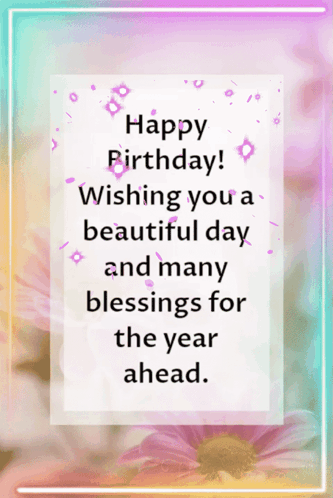 Happy
Birthday!
Wishing you a
beautiful day
and many
blessings for
the year
ahead.